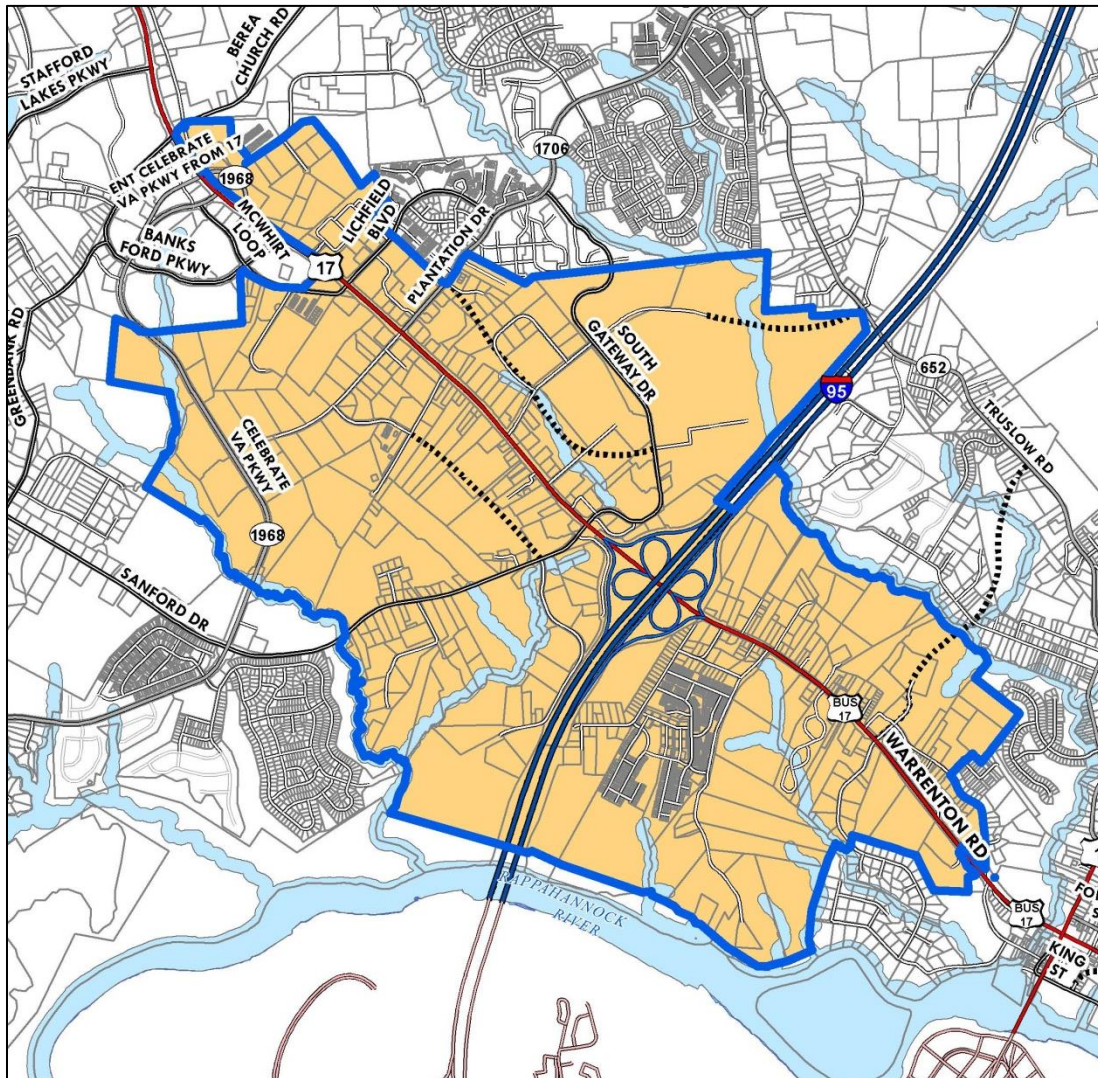 STAFFORD
LAKES PKWY
BEREA
CHURCH RD
ENT CELEBRATE
VA PKWY FROM 17
1968
MCWHIRT
LOOP
BANKS
FORD PKWY
17
LICHFIELD
BLVD
PLANTATION DR
1706
SOUTH
GATEWAY DR
95
652
TRUSLOW RD
GREENBANK RD
CELEBRATE
VA PKWY
1968
SANFORD DR
BUS
17
WARRENTON RD
BUS
17
KING
ST
RAPPAHANNOCK
RIVER